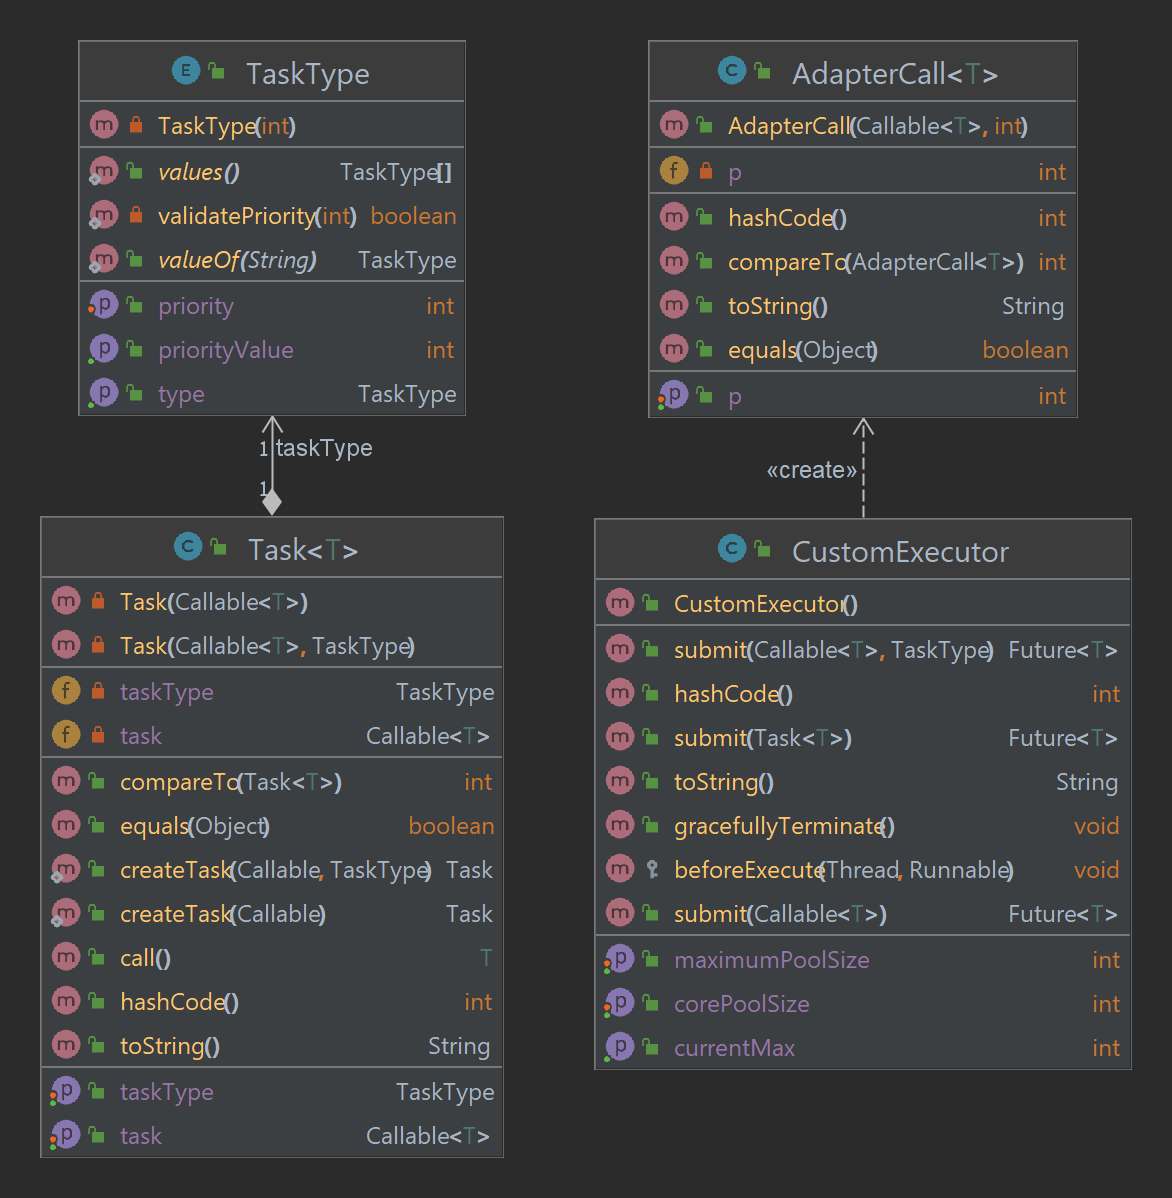 E TaskType
m TaskType(int)
m values() TaskType[]
m validatePriority(int) boolean
m valueOf(String) TaskType
p priority int
p priorityValue int
p type TaskType
1 taskType
1
C Task<T>
m Task(Callable<T>)
m Task(Callable<T>, TaskType)
f taskType TaskType
f task Callable<T>
m compareTo(Task<T>) int
m equals(Object) boolean
m createTask(Callable, TaskType) Task
m createTask(Callable) Task
m call() T
m hashCode() int
m toString() String
p taskType TaskType
p task Callable<T>
C AdapterCall<T>
m AdapterCall(Callable<T>, int)
f p int
m hashCode() int
m compareTo(AdapterCall<T>) int
m toString() String
m equals(Object) boolean
p p int
«create»
C CustomExecutor
m CustomExecutor()
m submit(Callable<T>, TaskType) Future<T>
m hashCode() int
m submit(Task<T>) Future<T>
m toString() String
m gracefullyTerminate() void
m beforeExecute(Thread, Runnable) void
m submit(Callable<T>) Future<T>
p maximumPoolSize int
p corePoolSize int
p currentMax int